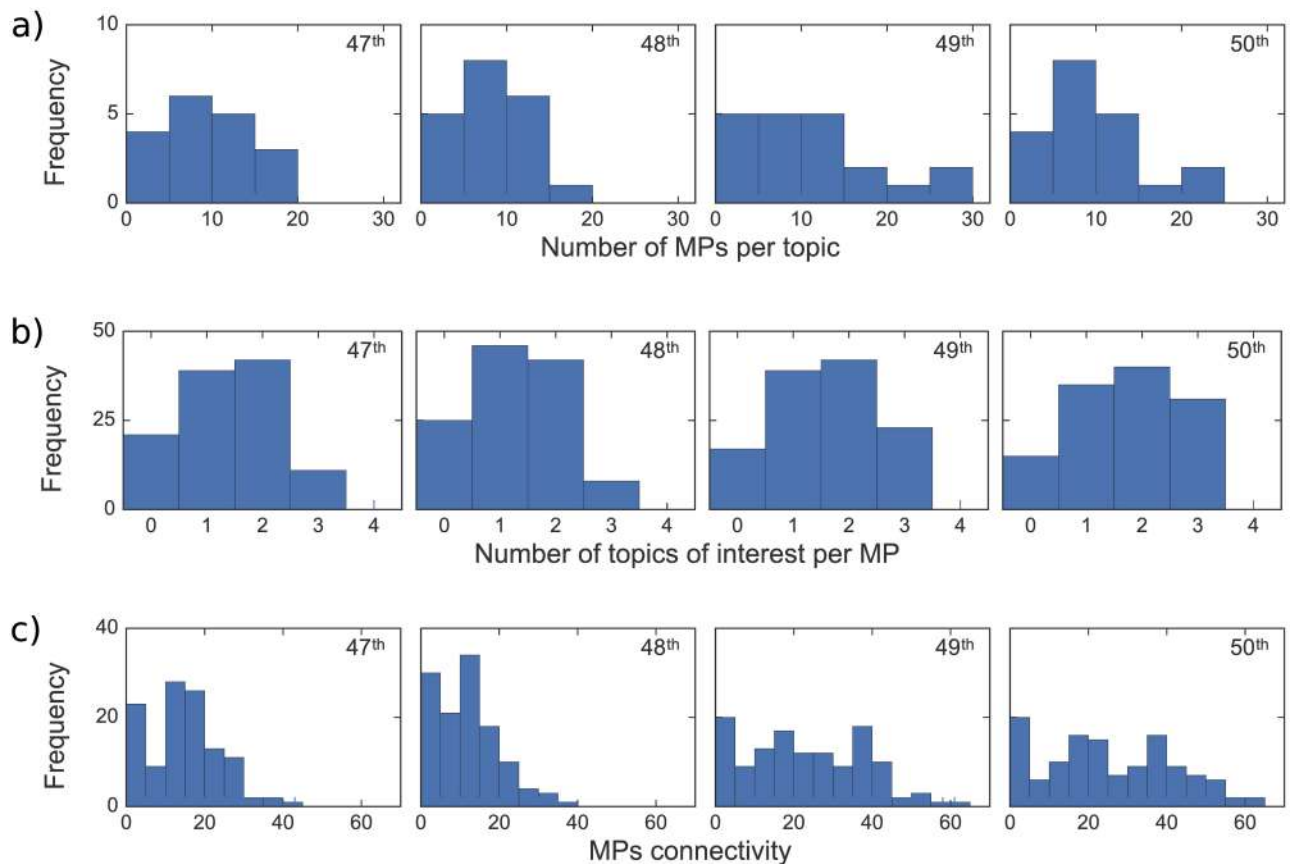 a)
10
5
0
Frequency
47th
48th
49th
50th
0 10 20 30
0 10 20 30
0 10 20 30
0 10 20 30
Number of MPs per topic
b)
50
25
0
Frequency
47th
48th
49th
50th
0 1 2 3 4
0 1 2 3 4
0 1 2 3 4
0 1 2 3 4
Number of topics of interest per MP
c)
40
20
0
Frequency
47th
48th
49th
50th
0 20 40 60
0 20 40 60
0 20 40 60
0 20 40 60
MPs connectivity